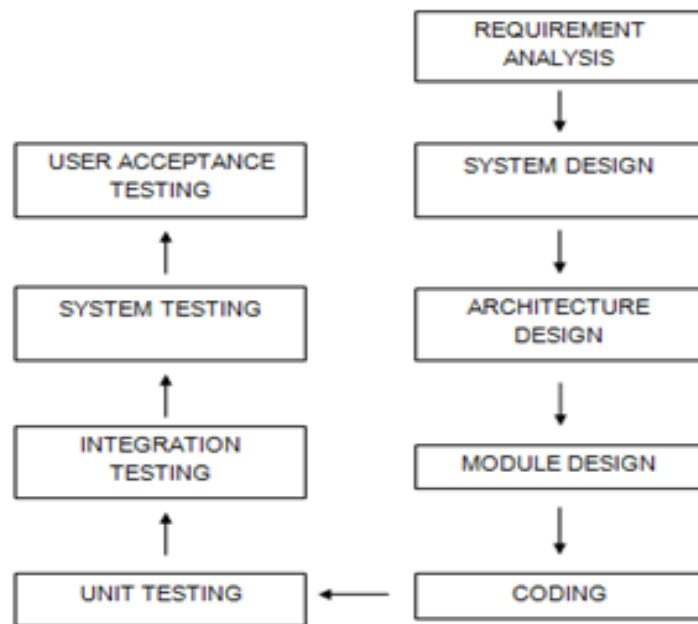 REQUIREMENT
ANALYSIS
USER ACCEPTANCE
TESTING
SYSTEM DESIGN
SYSTEM TESTING
ARCHITECTURE
DESIGN
INTEGRATION
TESTING
MODULE DESIGN
UNIT TESTING
CODING